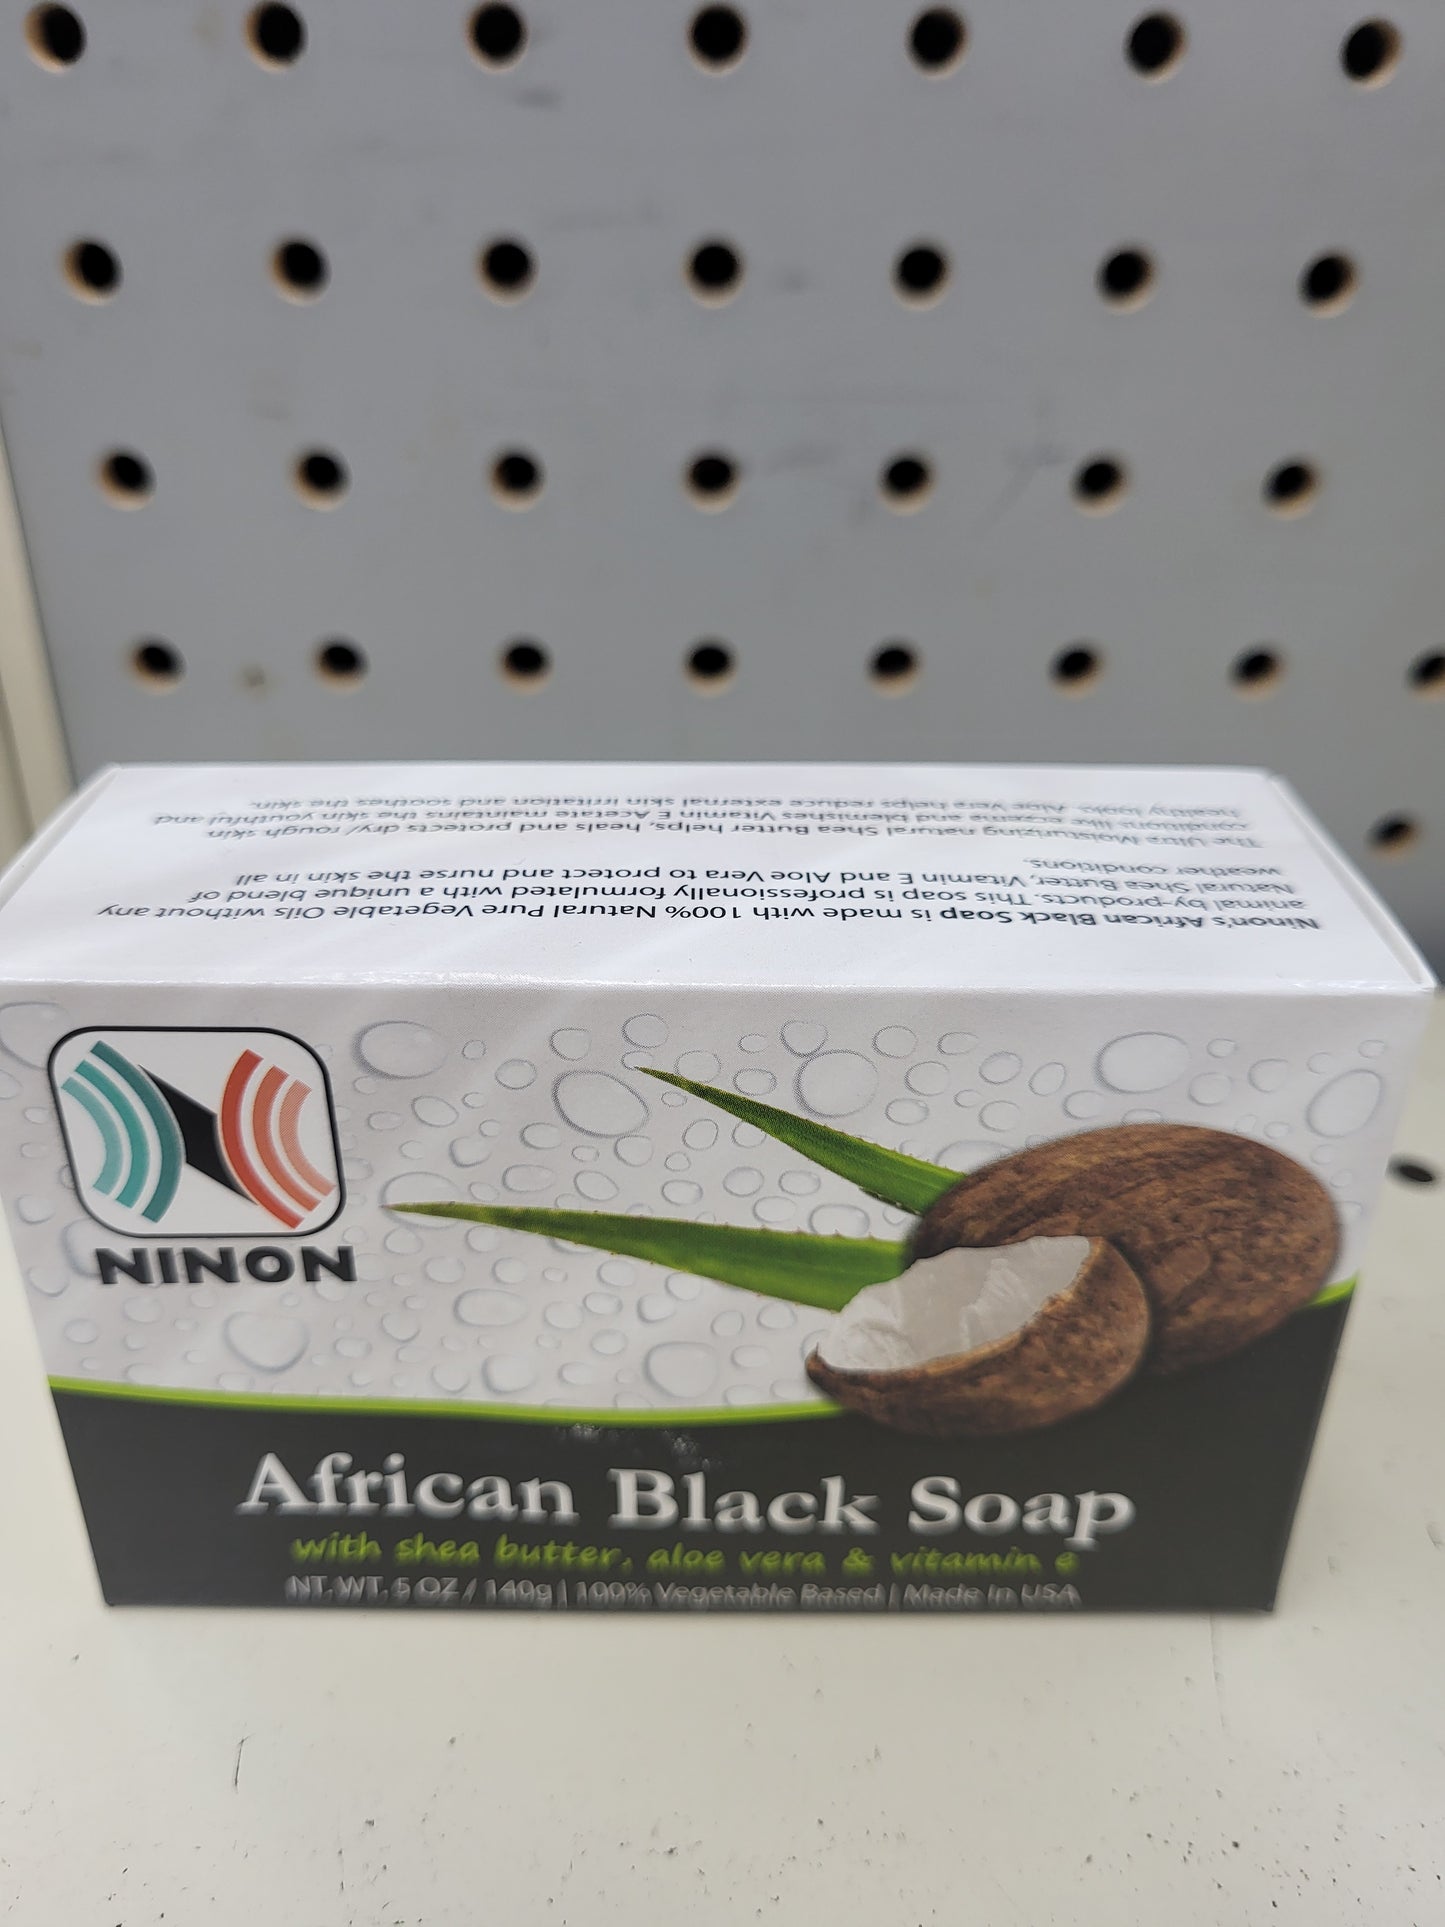 Ninon's African Black Soap is made with 100% Natural Pure Vegetable Oils without any
animal by-products. This soap is professionally formulated with a unique blend of
Natural Shea Butter, Vitamin E and Aloe Vera to protect and nurse nurse the skin in all
weather conditions.
The Ultra Moisturizing natural Shea Butter helps, heals and protects dry/ rough skin
conditions like eczema and blemishes Vitamin E Acetate maintains the skin youthful and
healthy looks. Aloe Vera helps reduce external skin irritation and soothes the skin.
NINON
African Black Soap
with shea butter, aloe vera & vitamin e
NT. WT. 5 OZ / 140g | 100% Vegetable Based | Made In USA